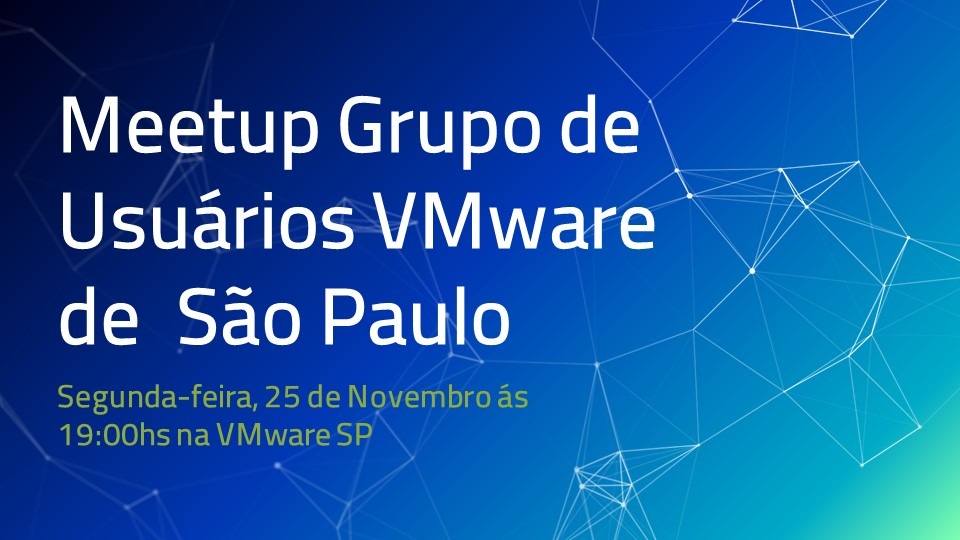 Meetup Grupo de
Usuários VMware
de  São Paulo
Segunda-feira, 25 de Novembro ás
19:00hs na VMware SP